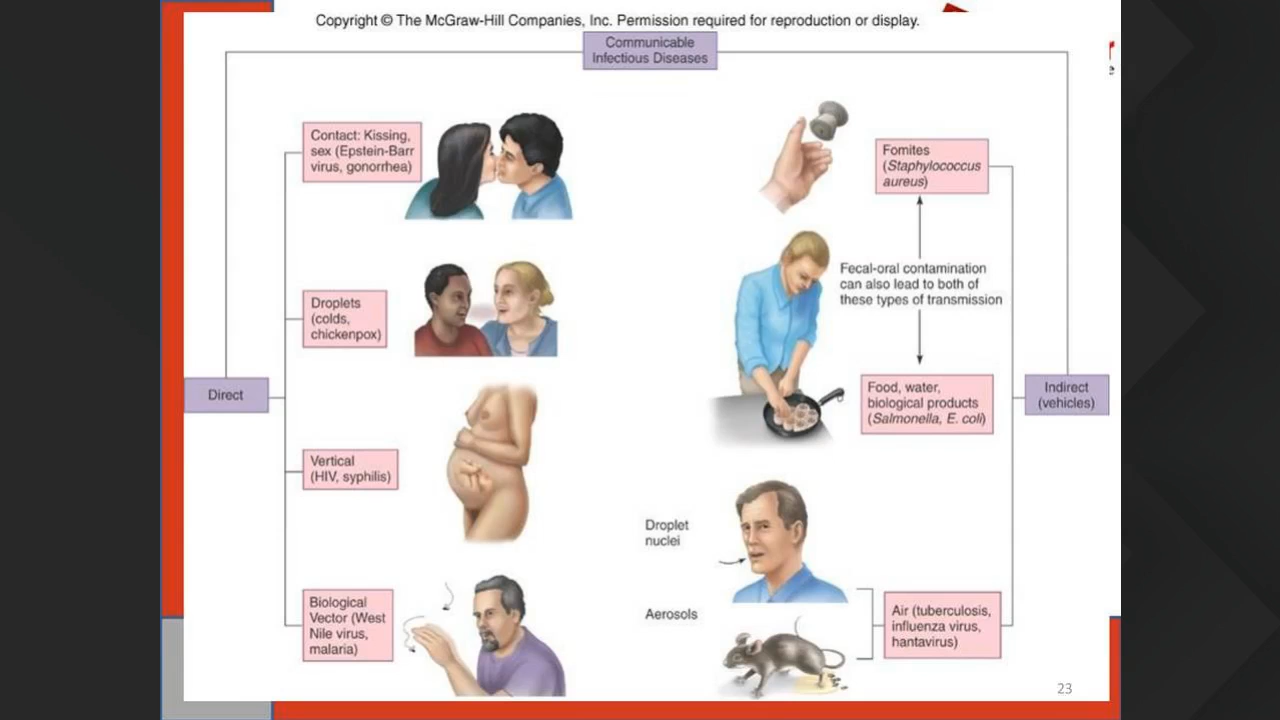 Copyright © The McGraw-Hill Companies, Inc. Permission required for reproduction or display.
Communicable
Infectious Diseases
Direct
Contact: Kissing,
sex (Epstein-Barr
virus, gonorrhea)
Droplets
(colds,
chickenpox)
Vertical
(HIV, syphilis)
Biological
Vector (West
Nile virus,
malaria)
Indirect
(vehicles)
Fomites
(Staphylococcus
aureus)
Fecal-oral contamination
can also lead to both of
these types of transmission
Food, water,
biological products
(Salmonella, E. coli)
Droplet
nuclei
Aerosols
Air (tuberculosis,
influenza virus,
hantavirus)
23